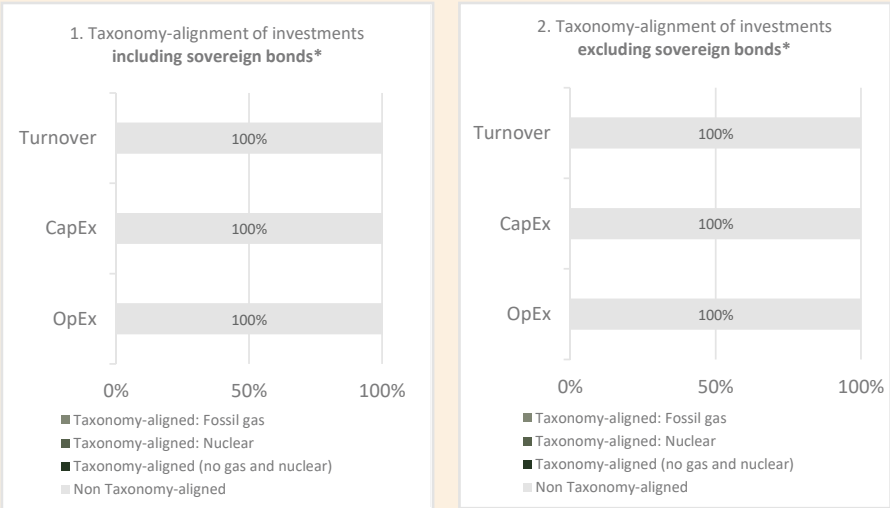 1. Taxonomy-alignment of investments
including sovereign bonds*
Turnover
100%
CapEx
100%
OpEx
100%
0%
50%
100%
Taxonomy-aligned: Fossil gas
Taxonomy-aligned: Nuclear
Taxonomy-aligned (no gas and nuclear)
Non Taxonomy-aligned
2. Taxonomy-alignment of investments
excluding sovereign bonds*
Turnover
100%
CapEx
100%
OpEx
100%
0%
50%
100%
Taxonomy-aligned: Fossil gas
Taxonomy-aligned: Nuclear
Taxonomy-aligned (no gas and nuclear)
Non Taxonomy-aligned